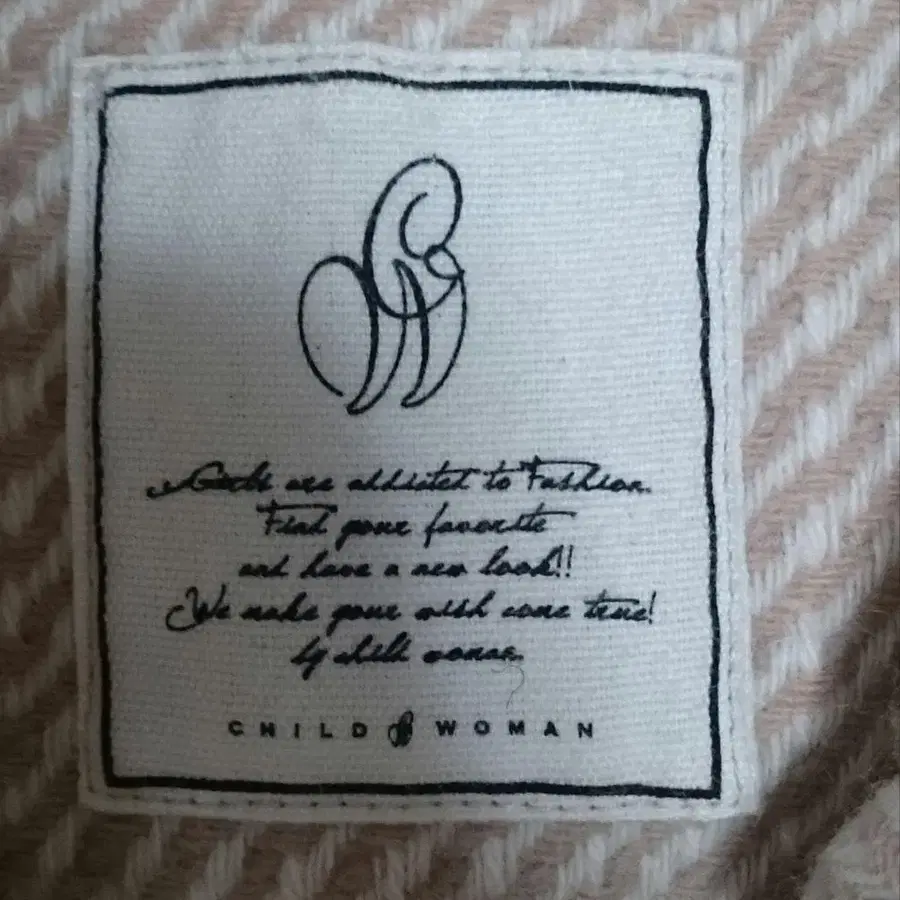 Girls are addicted to Fashion.
Find your favorite
and have a new look!!
We make your wish come true!
by child woman.
CHILD WOMAN